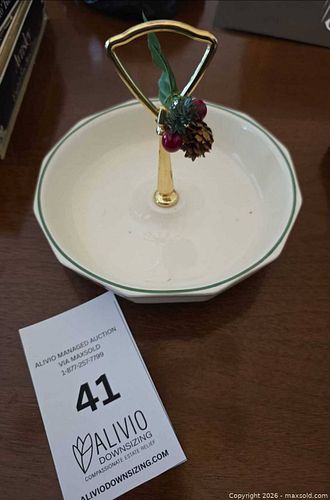 ALIVIO MANAGED AUCTION
VIA MAXSOLD
1-877-257-7799
41
ALIVIO
DOWNSIZING
COMPASSIONATE ESTATE RELIEF
ALIVIODOWNSIZING.COM
Copyright 2026 - maxsold.com